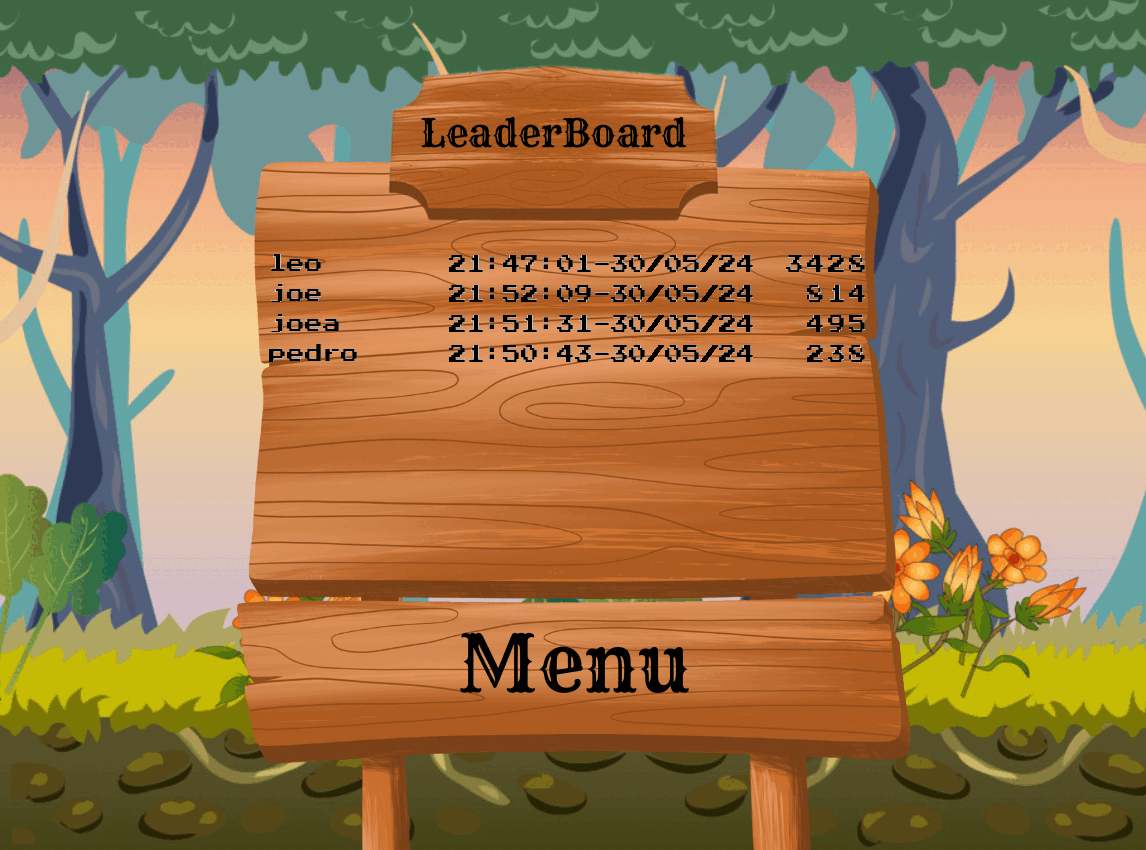 LeaderBoard
leo 21:47:01-30/05/24 3428
joe 21:52:09-30/05/24 814
joea 21:51:31-30/05/24 495
pedro 21:50:43-30/05/24 238
Menu